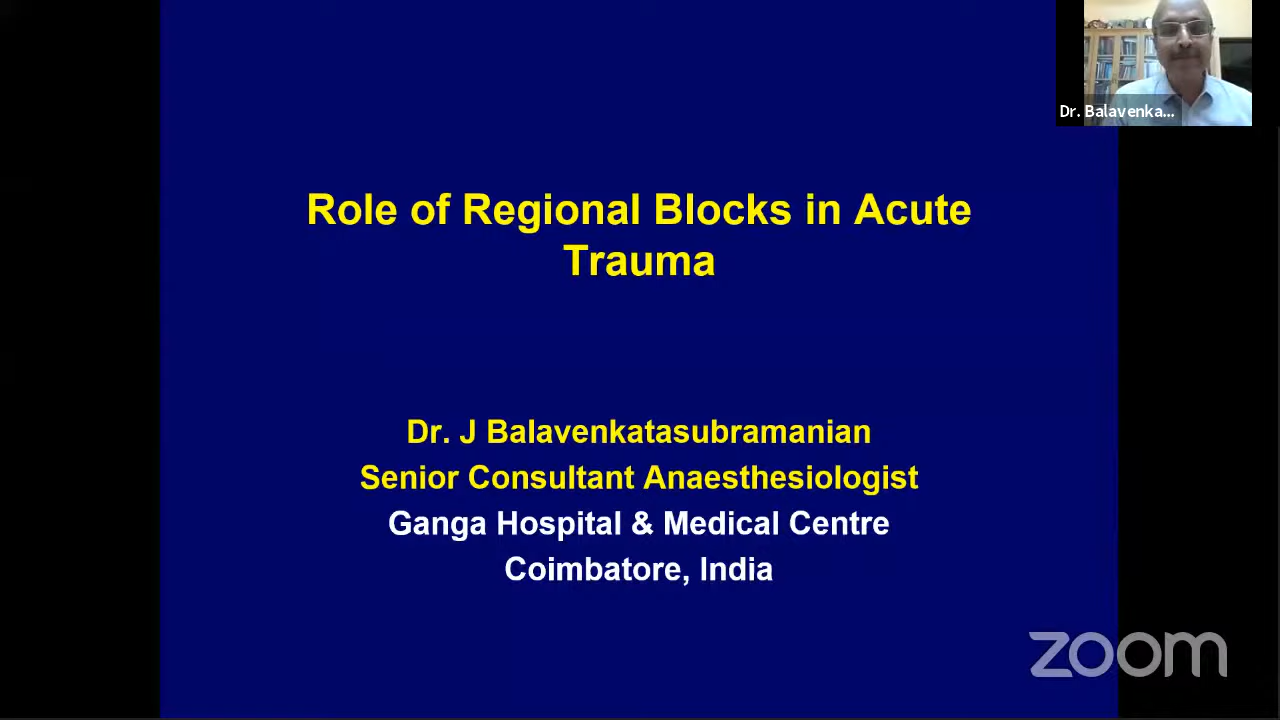 Dr. Balavenka...
Role of Regional Blocks in Acute
Trauma
Dr. J Balavenkatasubramanian
Senior Consultant Anaesthesiologist
Ganga Hospital & Medical Centre
Coimbatore, India
zoom